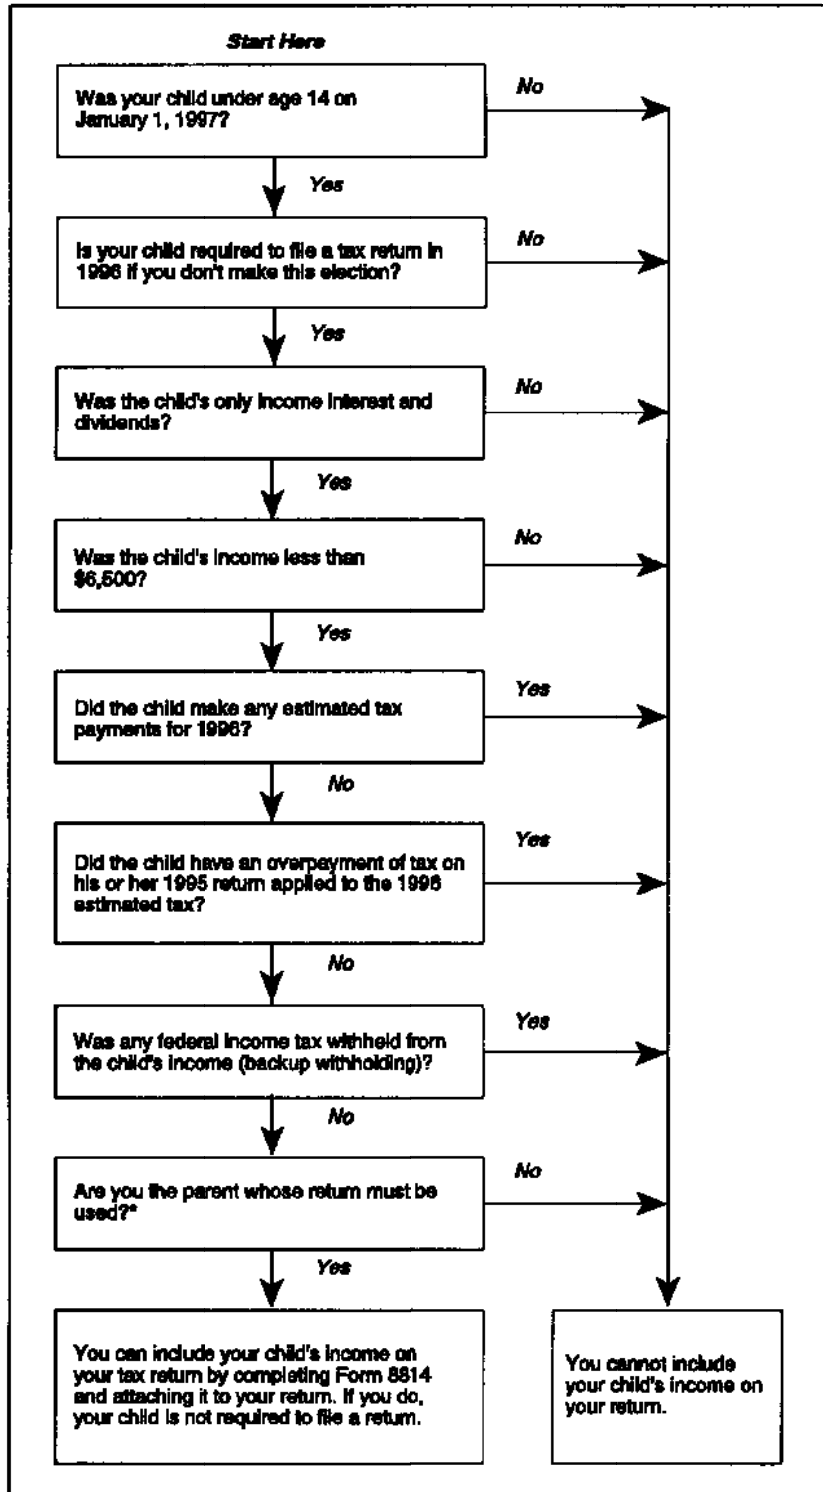 Start Here
Was your child under age 14 on
January 1, 1997?
No
Yes
Is your child required to file a tax return in
1996 if you don't make this election?
No
Yes
Was the child's only income interest and
dividends?
No
Yes
Was the child's income less than
$6,500?
No
Yes
Did the child make any estimated tax
payments for 1996?
Yes
No
Did the child have an overpayment of tax on
his or her 1995 return applied to the 1996
estimated tax?
Yes
No
Was any federal income tax withheld from
the child's income (backup withholding)?
Yes
No
Are you the parent whose return must be
used?*
No
Yes
You can include your child's income on
your tax return by completing Form 8814
and attaching it to your return. If you do,
your child is not required to file a return.
You cannot include
your child's income on
your return.